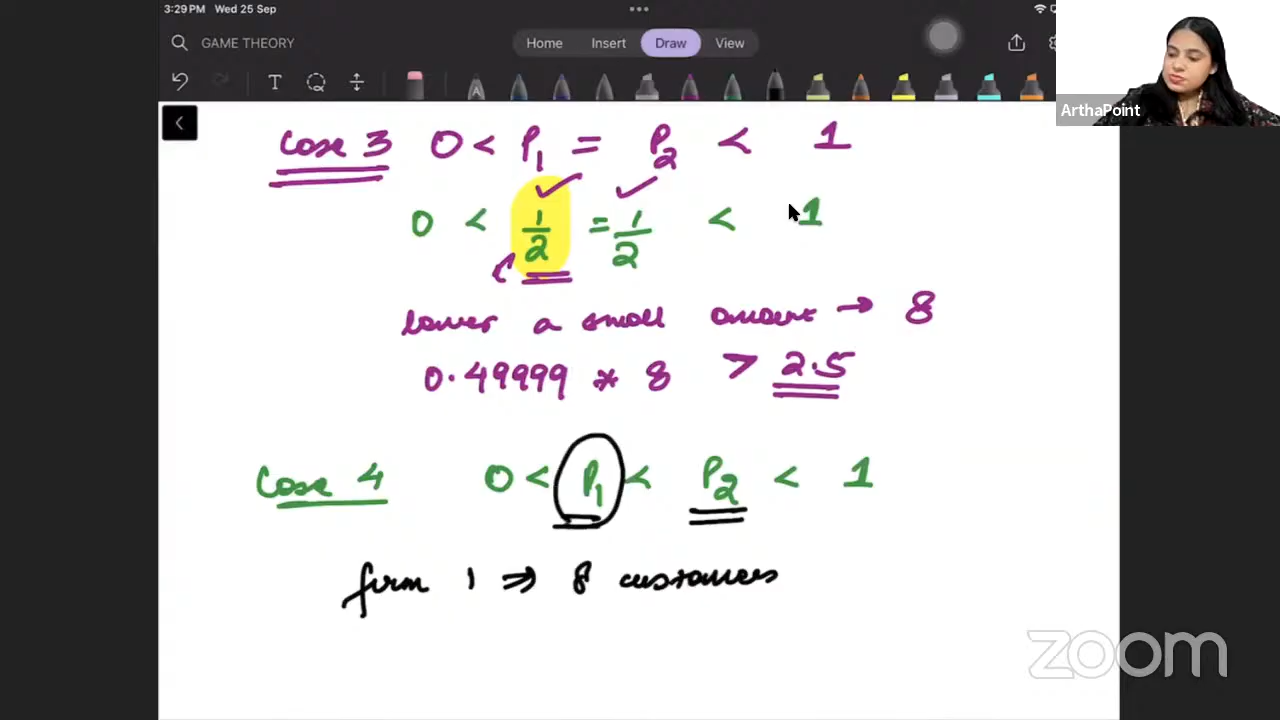 3:29 PM Wed 25 Sep
GAME THEORY
Home Insert Draw View
ArthaPoint
Case 3 0 < P₁ = P₂ < 1
0 < 1/2 = 1/2 < 1
lower a small amount → 8
0.49999 * 8 > 2.5
Case 4 0 < P₁ < P₂ < 1
firm 1 ⇒ 8 customers
zoom